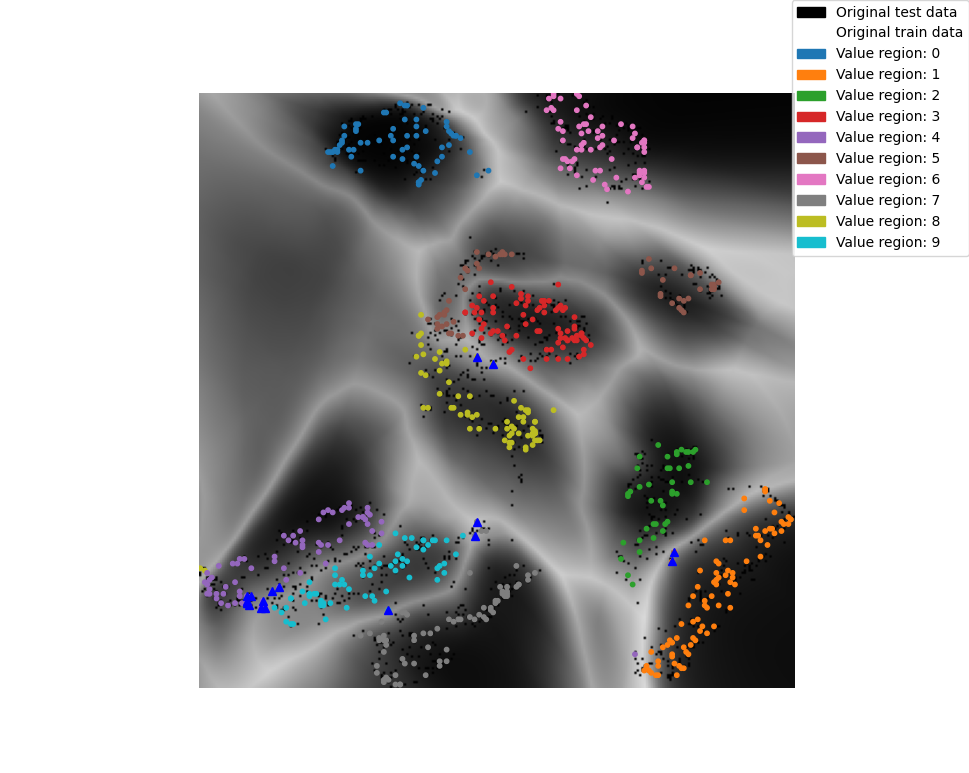 Original test data
Original train data
Value region: 0
Value region: 1
Value region: 2
Value region: 3
Value region: 4
Value region: 5
Value region: 6
Value region: 7
Value region: 8
Value region: 9